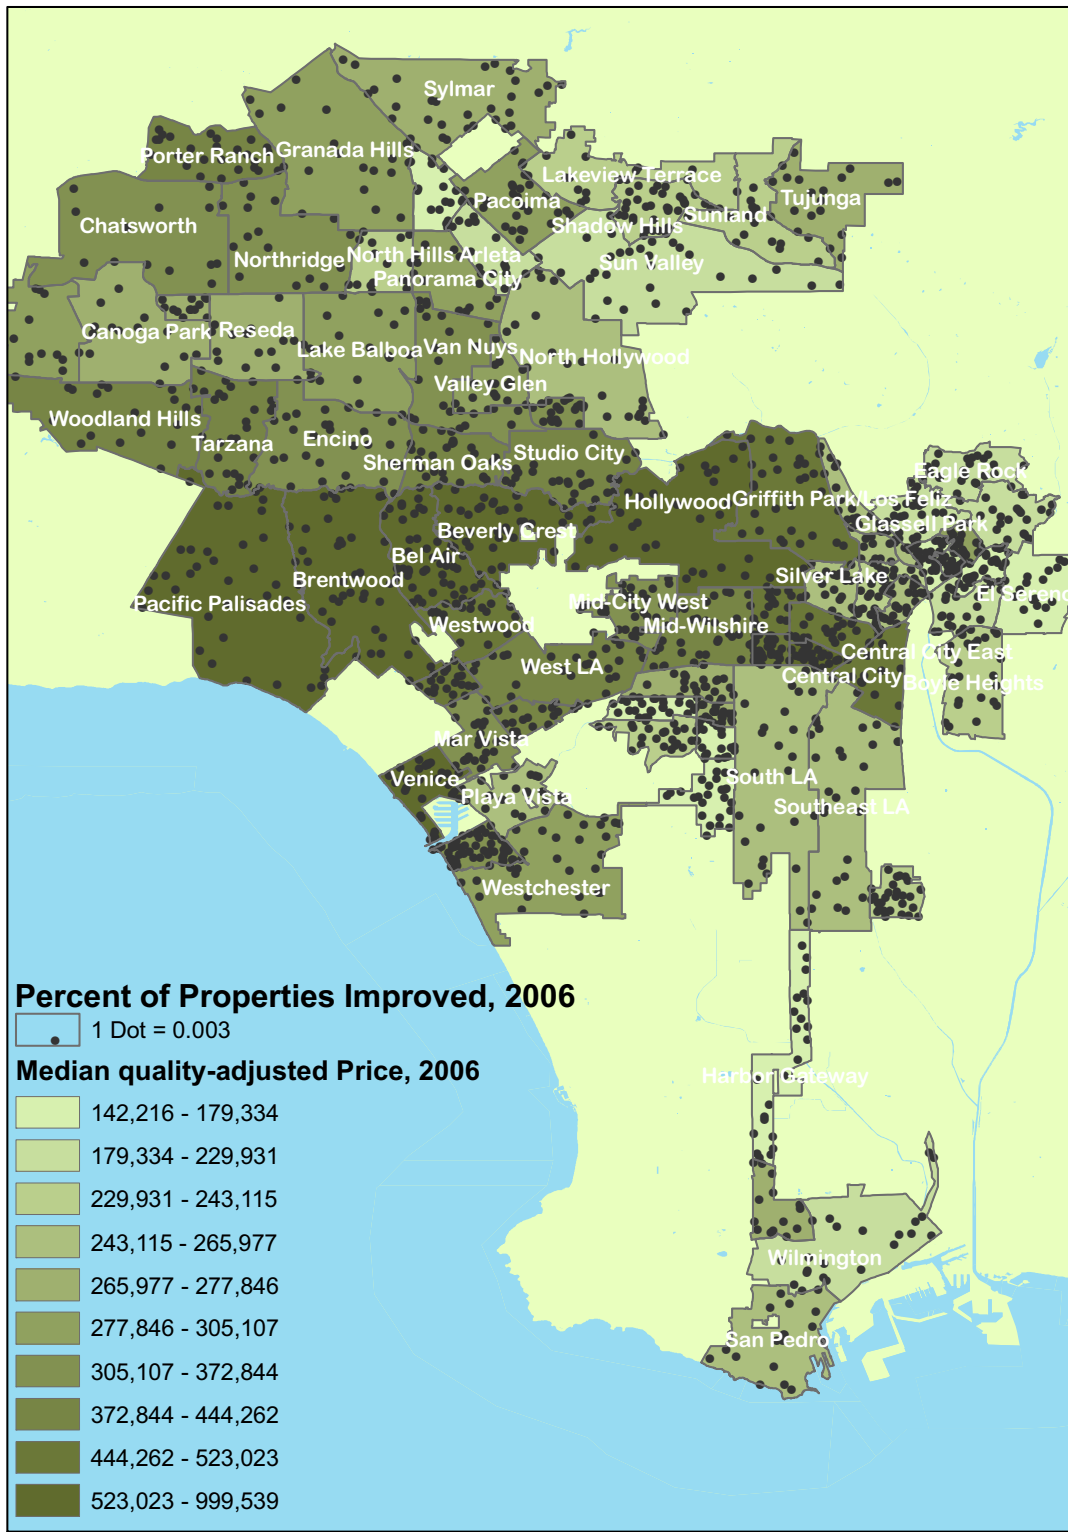 Sylmar
Porter Ranch
Granada Hills
Lakeview Terrace
Pacoima
Tujunga
Chatsworth
Shadow Hills
Sunland
Northridge
North Hills
Arleta
Sun Valley
Panorama City
Canoga Park
Reseda
Lake Balboa
Van Nuys
North Hollywood
Valley Glen
Woodland Hills
Tarzana
Encino
Sherman Oaks
Studio City
Eagle Rock
Hollywood
Griffith Park/Los Feliz
Glassell Park
Beverly Crest
Bel Air
Brentwood
Silver Lake
El Sereno
Pacific Palisades
Mid-City West
Westwood
Mid-Wilshire
Central City East
West LA
Central City
Boyle Heights
Mar Vista
Venice
Playa Vista
South LA
Southeast LA
Westchester
Harbor Gateway
Wilmington
San Pedro
Percent of Properties Improved, 2006
1 Dot = 0.003
Median quality-adjusted Price, 2006
142,216 - 179,334
179,334 - 229,931
229,931 - 243,115
243,115 - 265,977
265,977 - 277,846
277,846 - 305,107
305,107 - 372,844
372,844 - 444,262
444,262 - 523,023
523,023 - 999,539